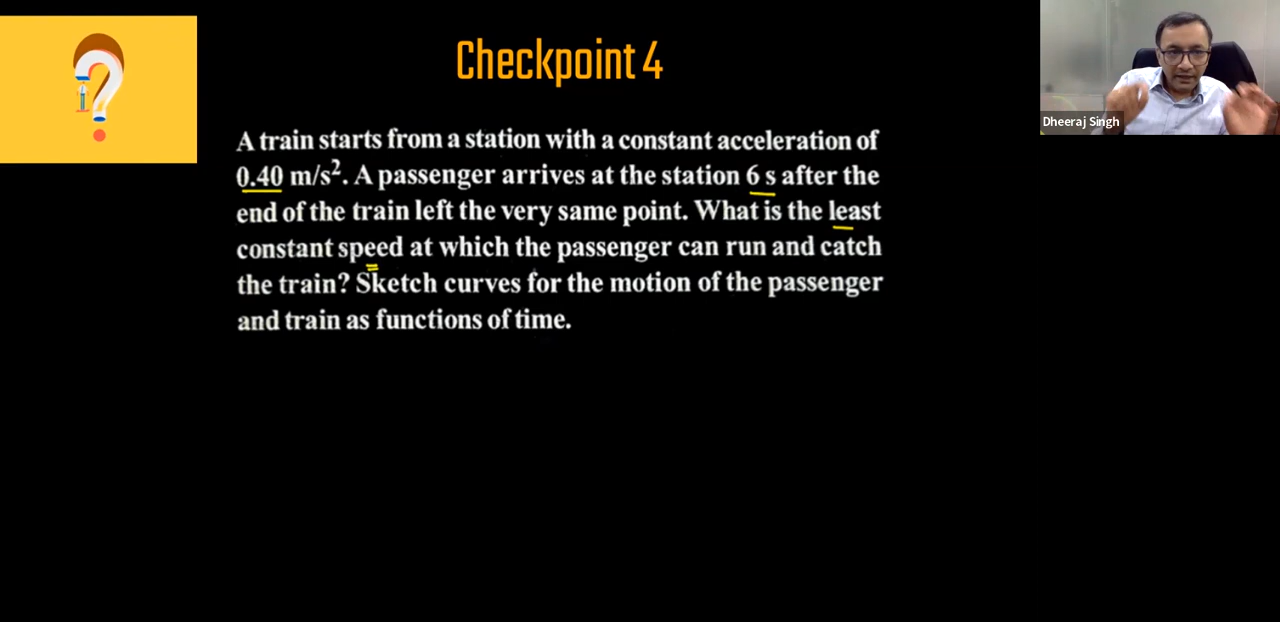 Checkpoint 4
Dheeraj Singh
A train starts from a station with a constant acceleration of
0.40 m/s². A passenger arrives at the station 6 s after the
end of the train left the very same point. What is the least
constant speed at which the passenger can run and catch
the train? Sketch curves for the motion of the passenger
and train as functions of time.